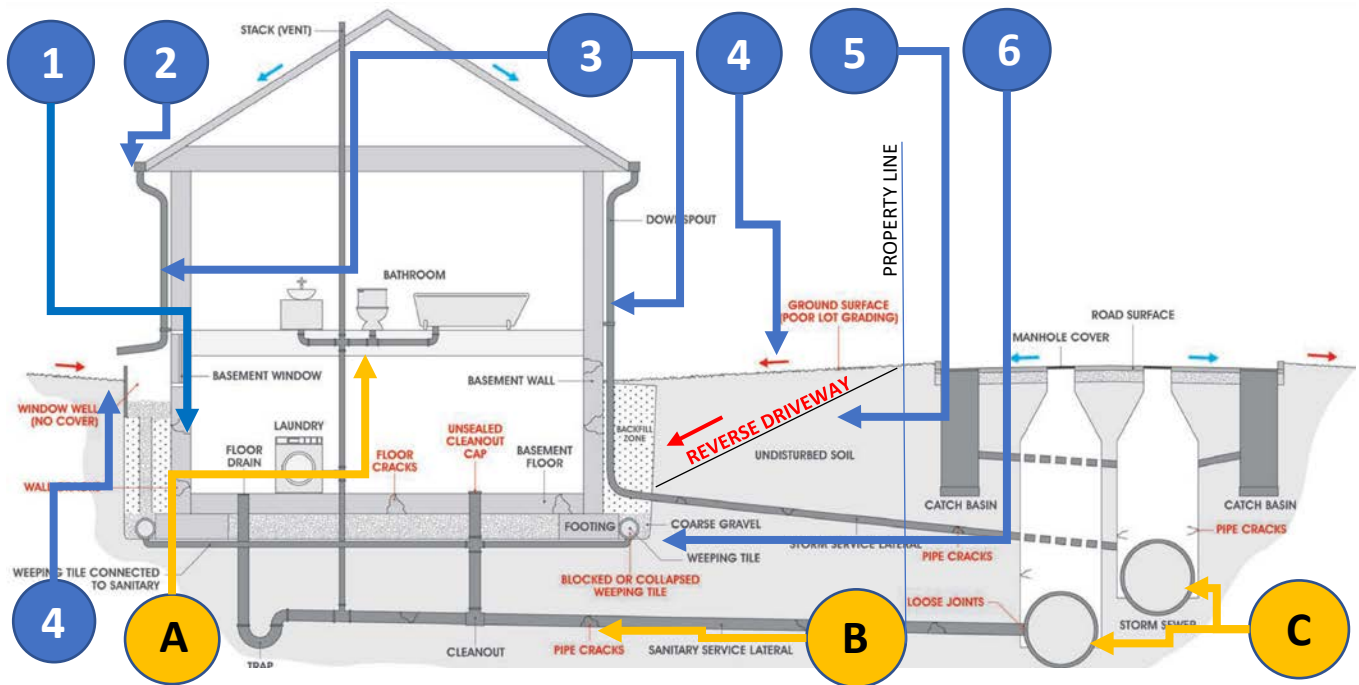 1
2
3
4
5
6
STACK (VENT)
DOWNSPOUT
PROPERTY LINE
BATHROOM
GROUND SURFACE
(POOR LOT GRADING)
ROAD SURFACE
MANHOLE COVER
BASEMENT WINDOW
BASEMENT WALL
WINDOW WELL
(NO COVER)
REVERSE DRIVEWAY
BACKFILL
ZONE
LAUNDRY
UNSEALED
CLEANOUT
CAP
FLOOR
DRAIN
FLOOR
CRACKS
BASEMENT
FLOOR
UNDISTURBED SOIL
WALL
CATCH BASIN
CATCH BASIN
FOOTING
COARSE GRAVEL
PIPE CRACKS
STORM SERVICE LATERAL
WEEPING
TILE
PIPE CRACKS
WEEPING TILE CONNECTED
TO SANITARY
BLOCKED OR COLLAPSED
WEEPING TILE
LOOSE JOINTS
4
A
B
C
STORM SEWER
TRAP
CLEANOUT
PIPE CRACKS
SANITARY SERVICE LATERAL